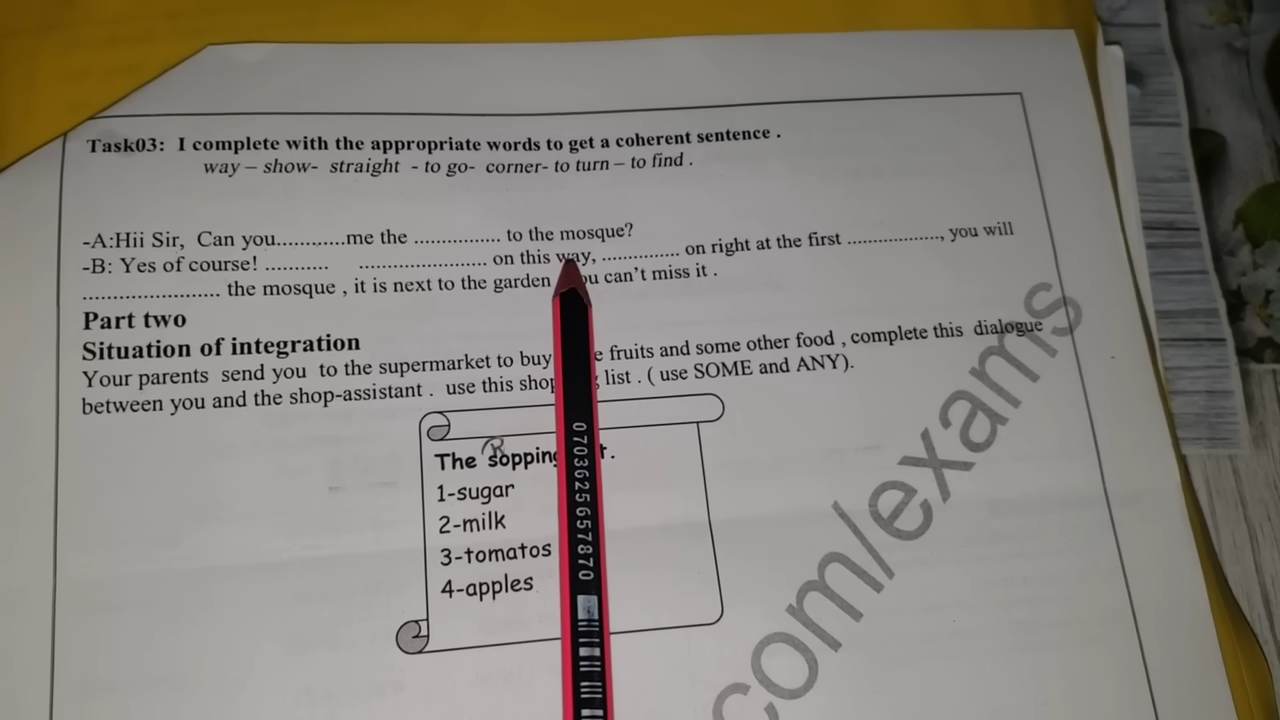 Task03: I complete with the appropriate words to get a coherent sentence .
way – show- straight - to go- corner- to turn – to find .
-A:Hii Sir, Can you............me the ................ to the mosque?
-B: Yes of course! ........... ....................... on this way, .............. on right at the first ................., you will
........................ the mosque , it is next to the garden you can't miss it .
Part two
Situation of integration
Your parents send you to the supermarket to buy fruits and some other food , complete this dialogue
between you and the shop-assistant . use this list . ( use SOME and ANY).
The sopping
1-sugar
2-milk
3-tomatos
4-apples
0703625657870
com/exams